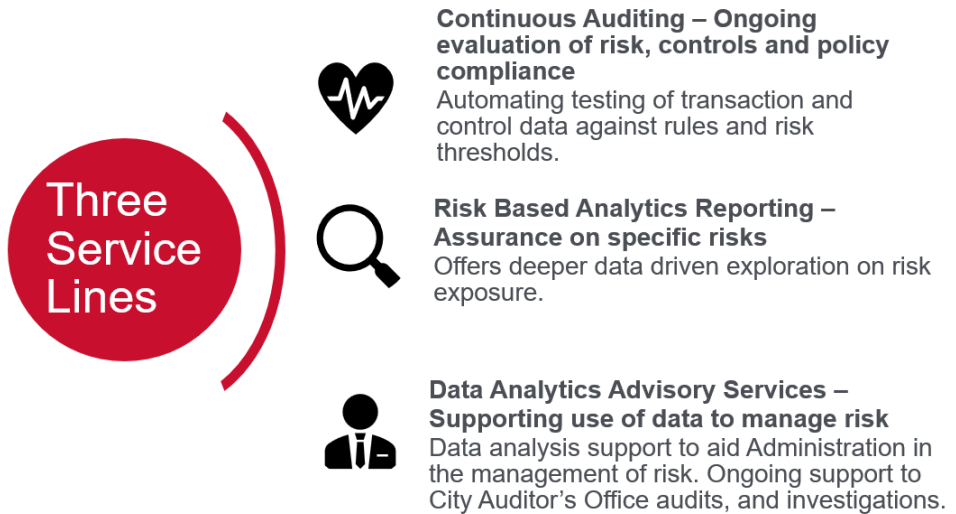 Three
Service
Lines
Continuous Auditing – Ongoing
evaluation of risk, controls and policy
compliance
Automating testing of transaction and
control data against rules and risk
thresholds.
Risk Based Analytics Reporting –
Assurance on specific risks
Offers deeper data driven exploration on risk
exposure.
Data Analytics Advisory Services –
Supporting use of data to manage risk
Data analysis support to aid Administration in
the management of risk. Ongoing support to
City Auditor’s Office audits, and investigations.